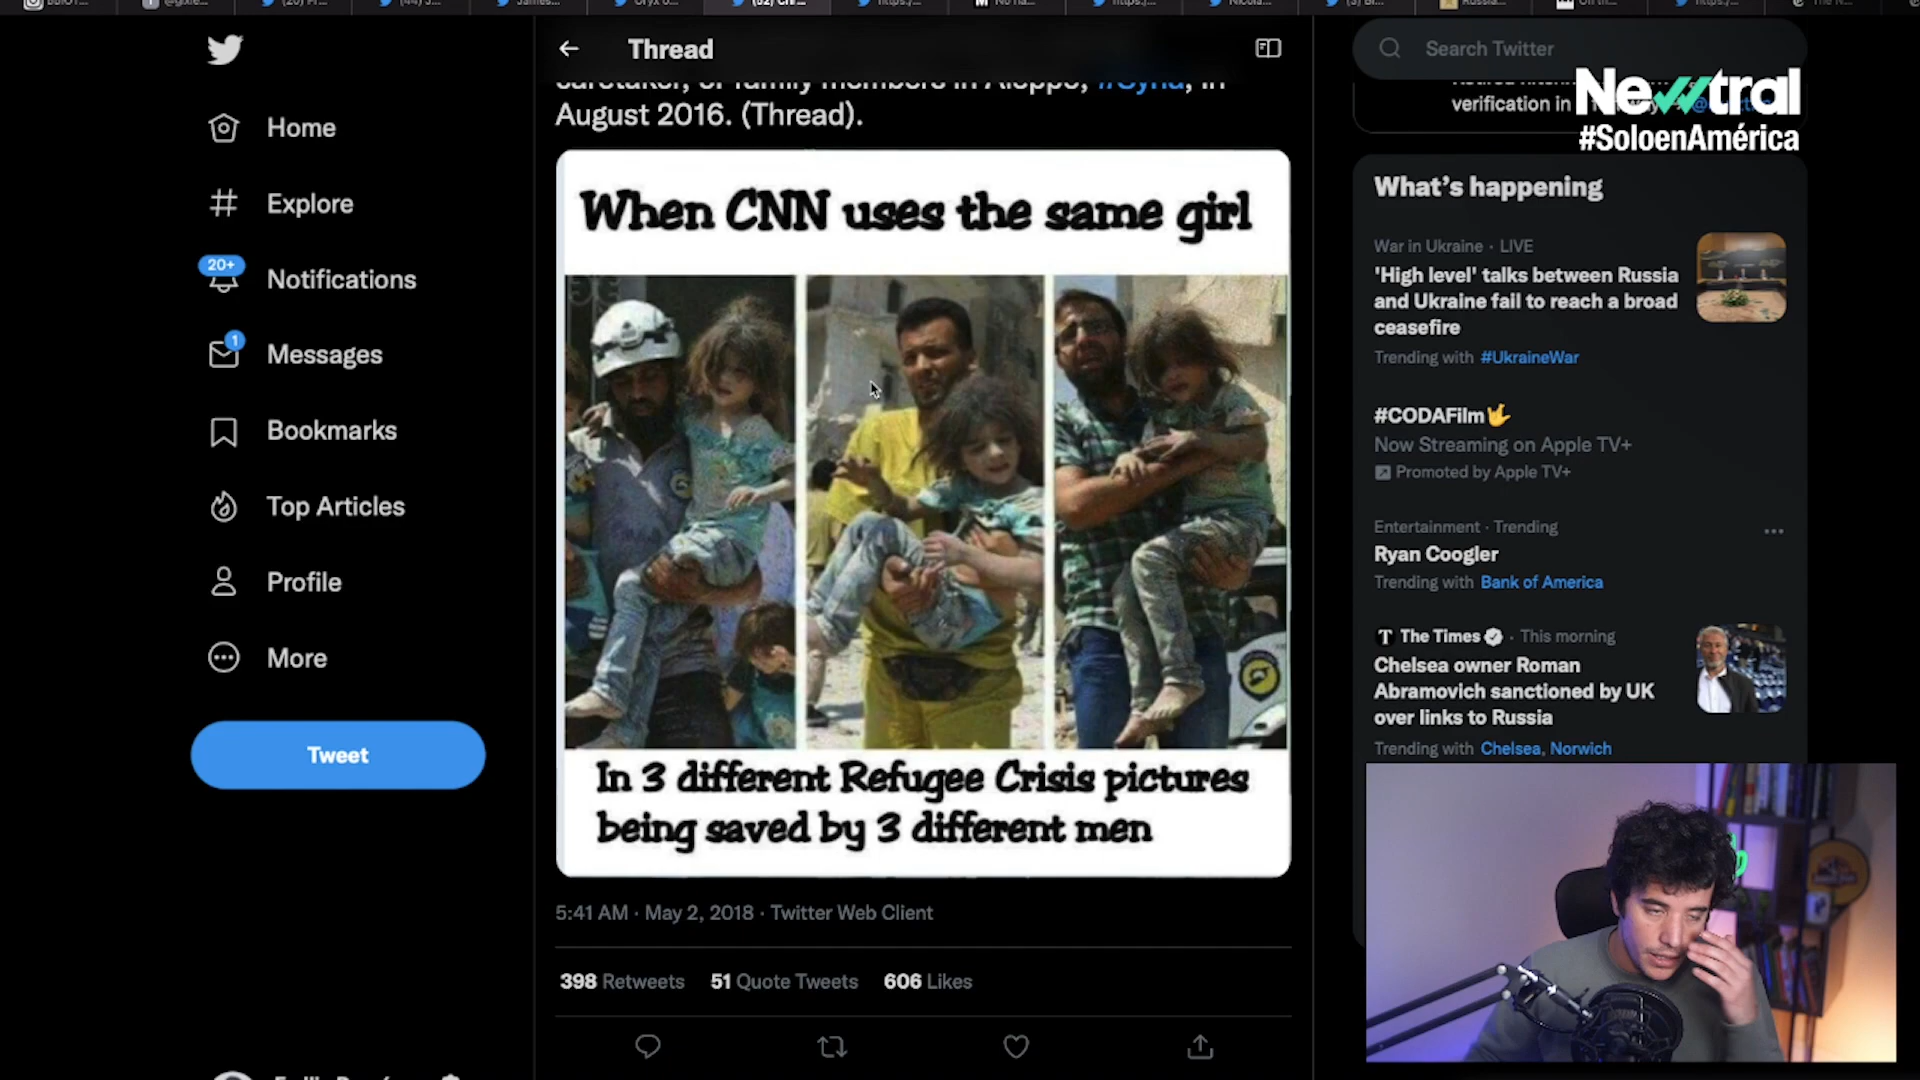 Thread
Search Twitter
August 2016. (Thread).
verification in
Newtral
#SoloenAmérica
Home
Explore
20+
Notifications
1
Messages
Bookmarks
Top Articles
Profile
More
Tweet
When CNN uses the same girl
In 3 different Refugee Crisis pictures
being saved by 3 different men
5:41 AM · May 2, 2018 · Twitter Web Client
398 Retweets 51 Quote Tweets 606 Likes
What's happening
War in Ukraine · LIVE
'High level' talks between Russia
and Ukraine fail to reach a broad
ceasefire
Trending with #UkraineWar
#CODAFilm
Now Streaming on Apple TV+
Promoted by Apple TV+
Entertainment · Trending
Ryan Coogler
Trending with Bank of America
The Times · This morning
Chelsea owner Roman
Abramovich sanctioned by UK
over links to Russia
Trending with Chelsea, Norwich